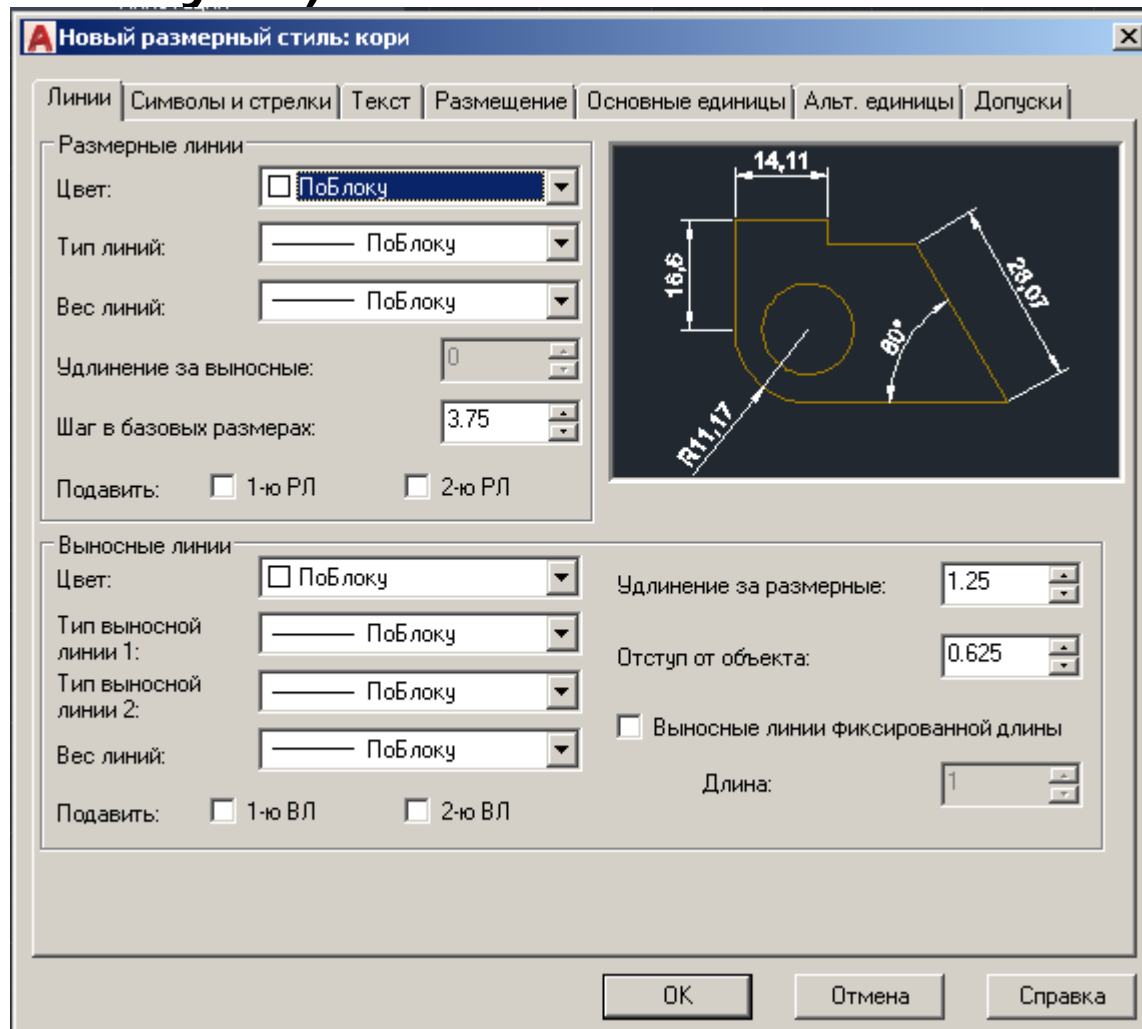 Новый размерный стиль: кори
Линии Символы и стрелки Текст Размещение Основные единицы Альт. единицы Допуски
Размерные линии
Цвет: ПоБлоку
Тип линий: ПоБлоку
Вес линий: ПоБлоку
Удлинение за выносные: 0
Шаг в базовых размерах: 3.75
Подавить: 1-ю РЛ 2-ю РЛ
14,11
16,6
28,07
80°
R11,17
Выносные линии
Цвет: ПоБлоку
Тип выносной
линии 1: ПоБлоку
Тип выносной
линии 2: ПоБлоку
Вес линий: ПоБлоку
Подавить: 1-ю ВЛ 2-ю ВЛ
Удлинение за размерные: 1.25
Отступ от объекта: 0.625
Выносные линии фиксированной длины
Длина: 1
OK Отмена Справка